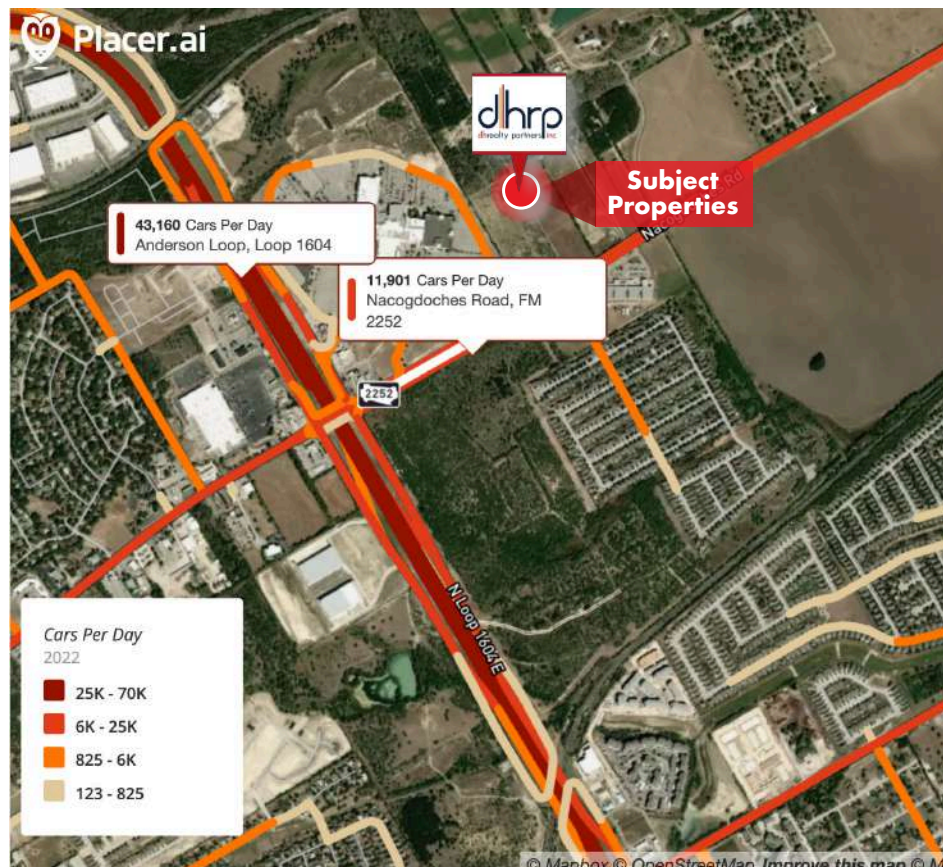 Placer.ai
dhrp
dhrealty partners inc.
Subject
Properties
43,160 Cars Per Day
Anderson Loop, Loop 1604
11,901 Cars Per Day
Nacogdoches Road, FM
2252
2252
N Loop 1604 E
Cars Per Day
2022
25K - 70K
6K - 25K
825 - 6K
123 - 825
© Mapbox © OpenStreetMap Improve this map ©